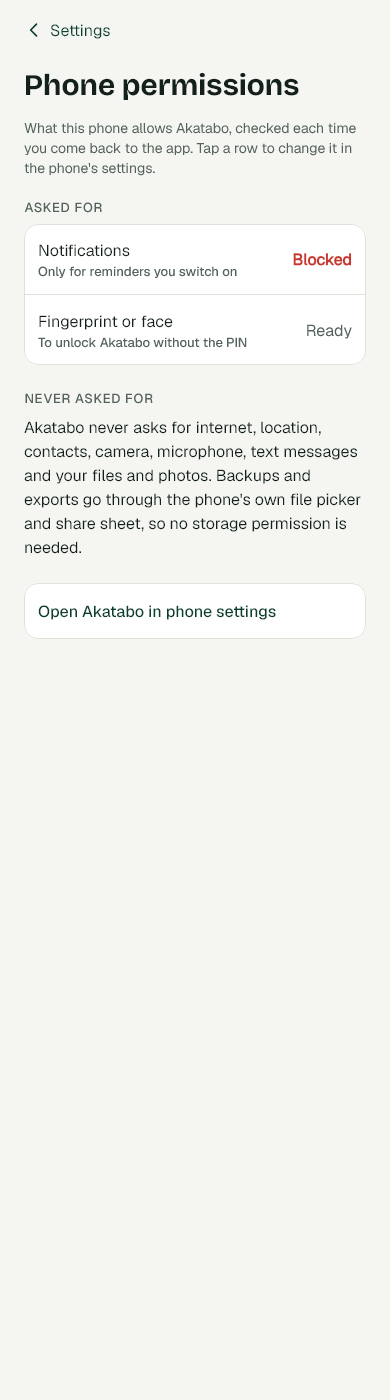 Settings
Phone permissions
What this phone allows Akatabo, checked each time
you come back to the app. Tap a row to change it in
the phone's settings.
ASKED FOR
Notifications
Only for reminders you switch on
Blocked
Fingerprint or face
To unlock Akatabo without the PIN
Ready
NEVER ASKED FOR
Akatabo never asks for internet, location,
contacts, camera, microphone, text messages
and your files and photos. Backups and
exports go through the phone's own file picker
and share sheet, so no storage permission is
needed.
Open Akatabo in phone settings